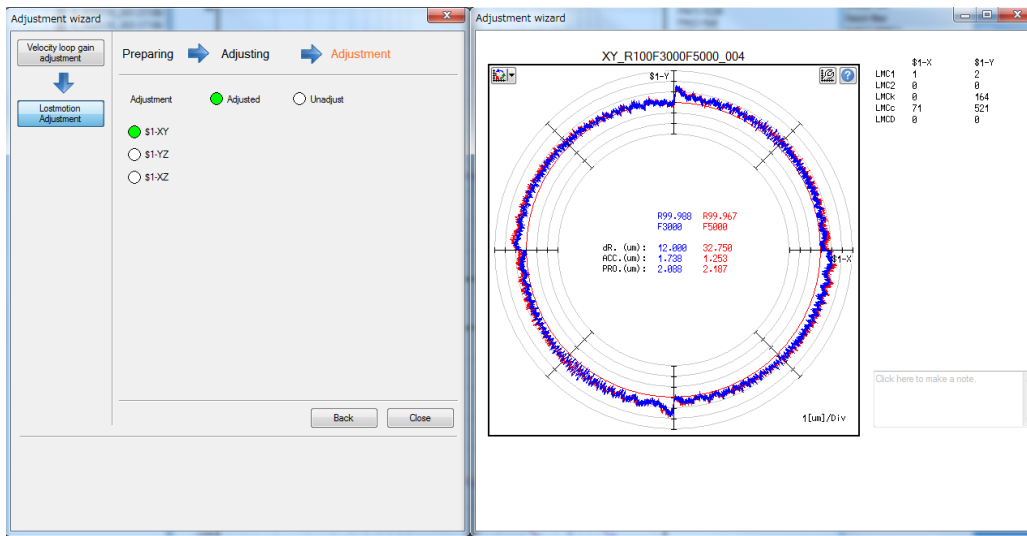 Adjustment wizard
Velocity loop gain
adjustment
Lostmotion
Adjustment
Preparing Adjusting Adjustment
Adjustment Adjusted Unadjust
$1-XY
$1-YZ
$1-XZ
Back Close
Adjustment wizard
XY_R100F3000F5000_004
$1-Y
R99.988 R99.967
F3000 F5000
dR. (um): 12.000 32.750
ACC.(um): 1.738 1.253
PRO.(um): 2.088 2.187
$1-X
1[um]/Div
$1-X $1-Y
LMC1 1 2
LMC2 0 0
LMCk 0 164
LMCc 71 521
LMCD 0 0
Click here to make a note.